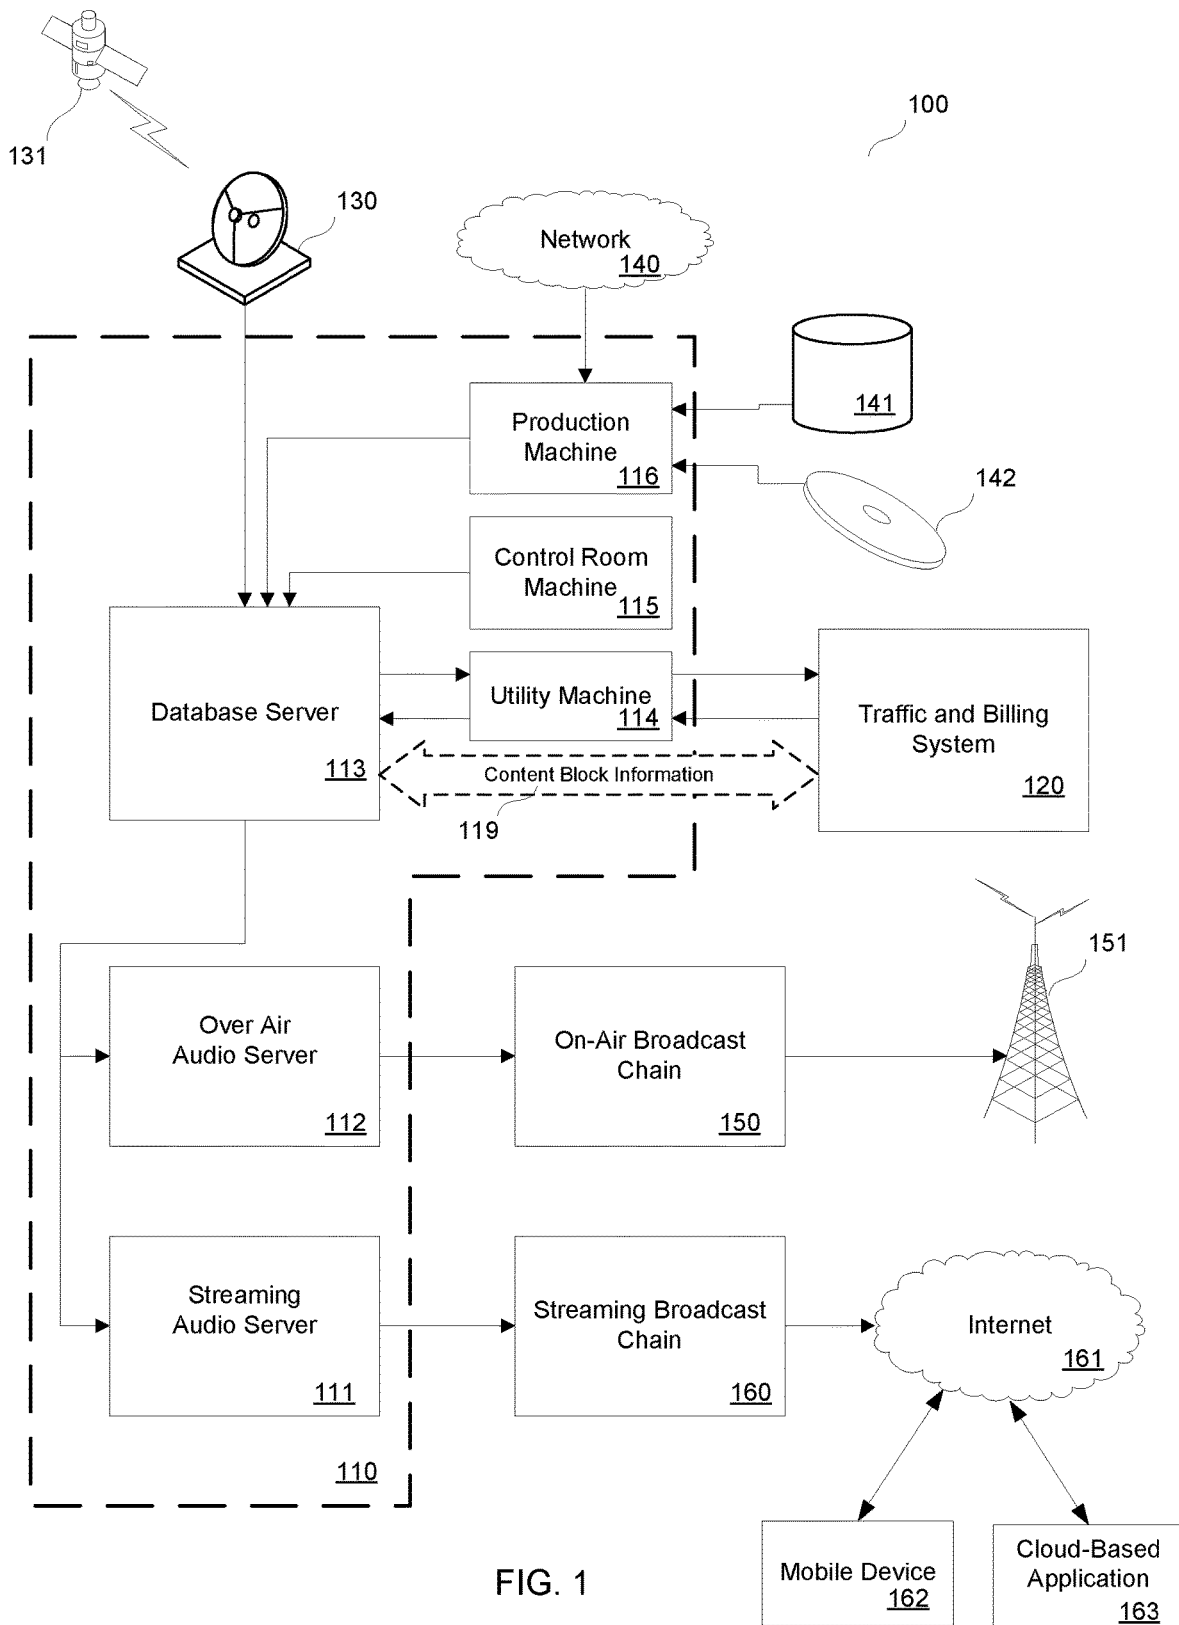 100
131
130
Network
140
141
Production
Machine
116
142
Control Room
Machine
115
Database Server
113
Utility Machine
114
Traffic and Billing
System
120
Content Block Information
119
151
Over Air
Audio Server
112
On-Air Broadcast
Chain
150
Streaming
Audio Server
111
Streaming Broadcast
Chain
160
Internet
161
110
Mobile Device
162
Cloud-Based
Application
163
FIG. 1